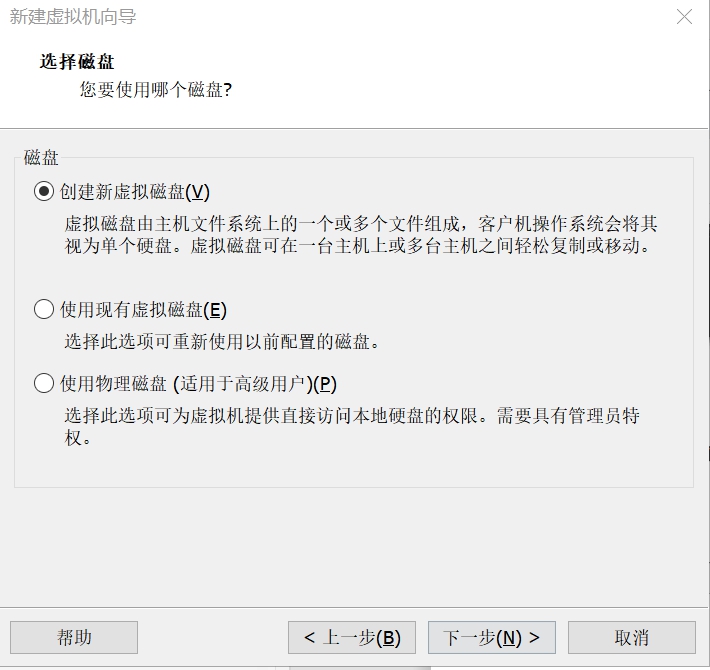 新建虚拟机向导
选择磁盘
您要使用哪个磁盘?
磁盘
创建新虚拟磁盘(V)
虚拟磁盘由主机文件系统上的一个或多个文件组成，客户机操作系统会将其
视为单个硬盘。虚拟磁盘可在一台主机上或多台主机之间轻松复制或移动。
使用现有虚拟磁盘(E)
选择此选项可重新使用以前配置的磁盘。
使用物理磁盘 (适用于高级用户)(P)
选择此选项可为虚拟机提供直接访问本地硬盘的权限。需要具有管理员特
权。
帮助 < 上一步(B) 下一步(N) > 取消